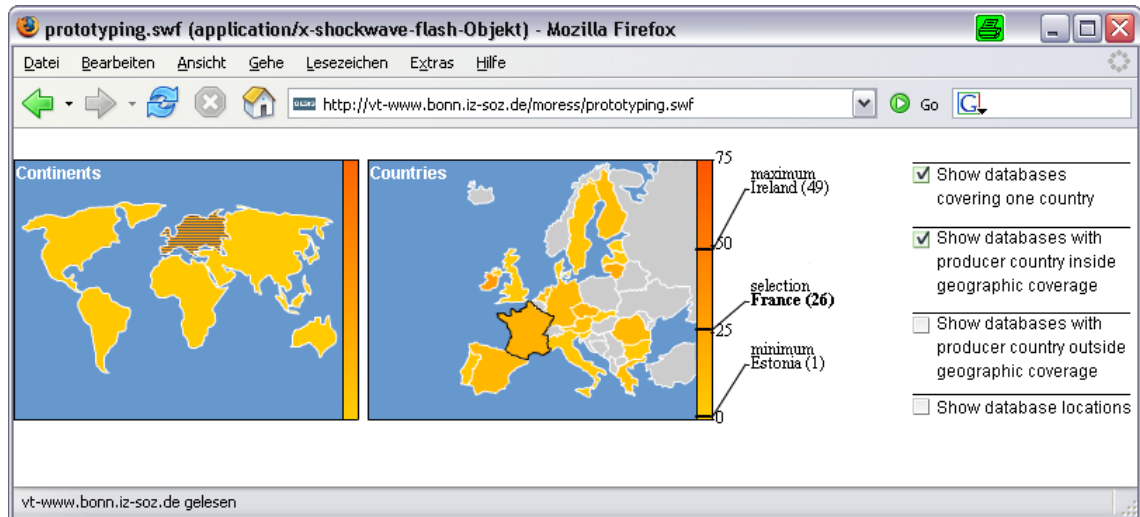 prototyping.swf (application/x-shockwave-flash-Objekt) - Mozilla Firefox
Datei Bearbeiten Ansicht Gehe Lesezeichen Extras Hilfe
http://vt-www.bonn.iz-soz.de/moress/prototyping.swf
Go
G
Continents
Countries
75
50
25
0
maximum
Ireland (49)
selection
France (26)
minimum
Estonia (1)
Show databases
covering one country
Show databases with
producer country inside
geographic coverage
Show databases with
producer country outside
geographic coverage
Show database locations
vt-www.bonn.iz-soz.de gelesen